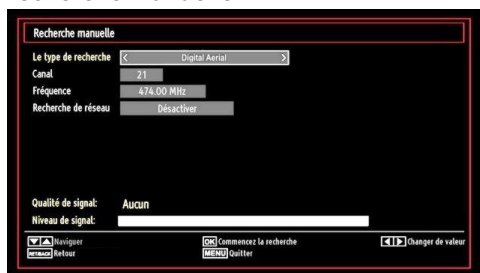 Recherche manuelle
Le type de recherche < Digital Aerial >
Canal 21
Fréquence 474.00 MHz
Recherche de réseau Désactiver
Qualité de signal: Aucun
Niveau de signal:
Naviguer OK Commencez la recherche Changer de valeur
Retour MENU Quitter